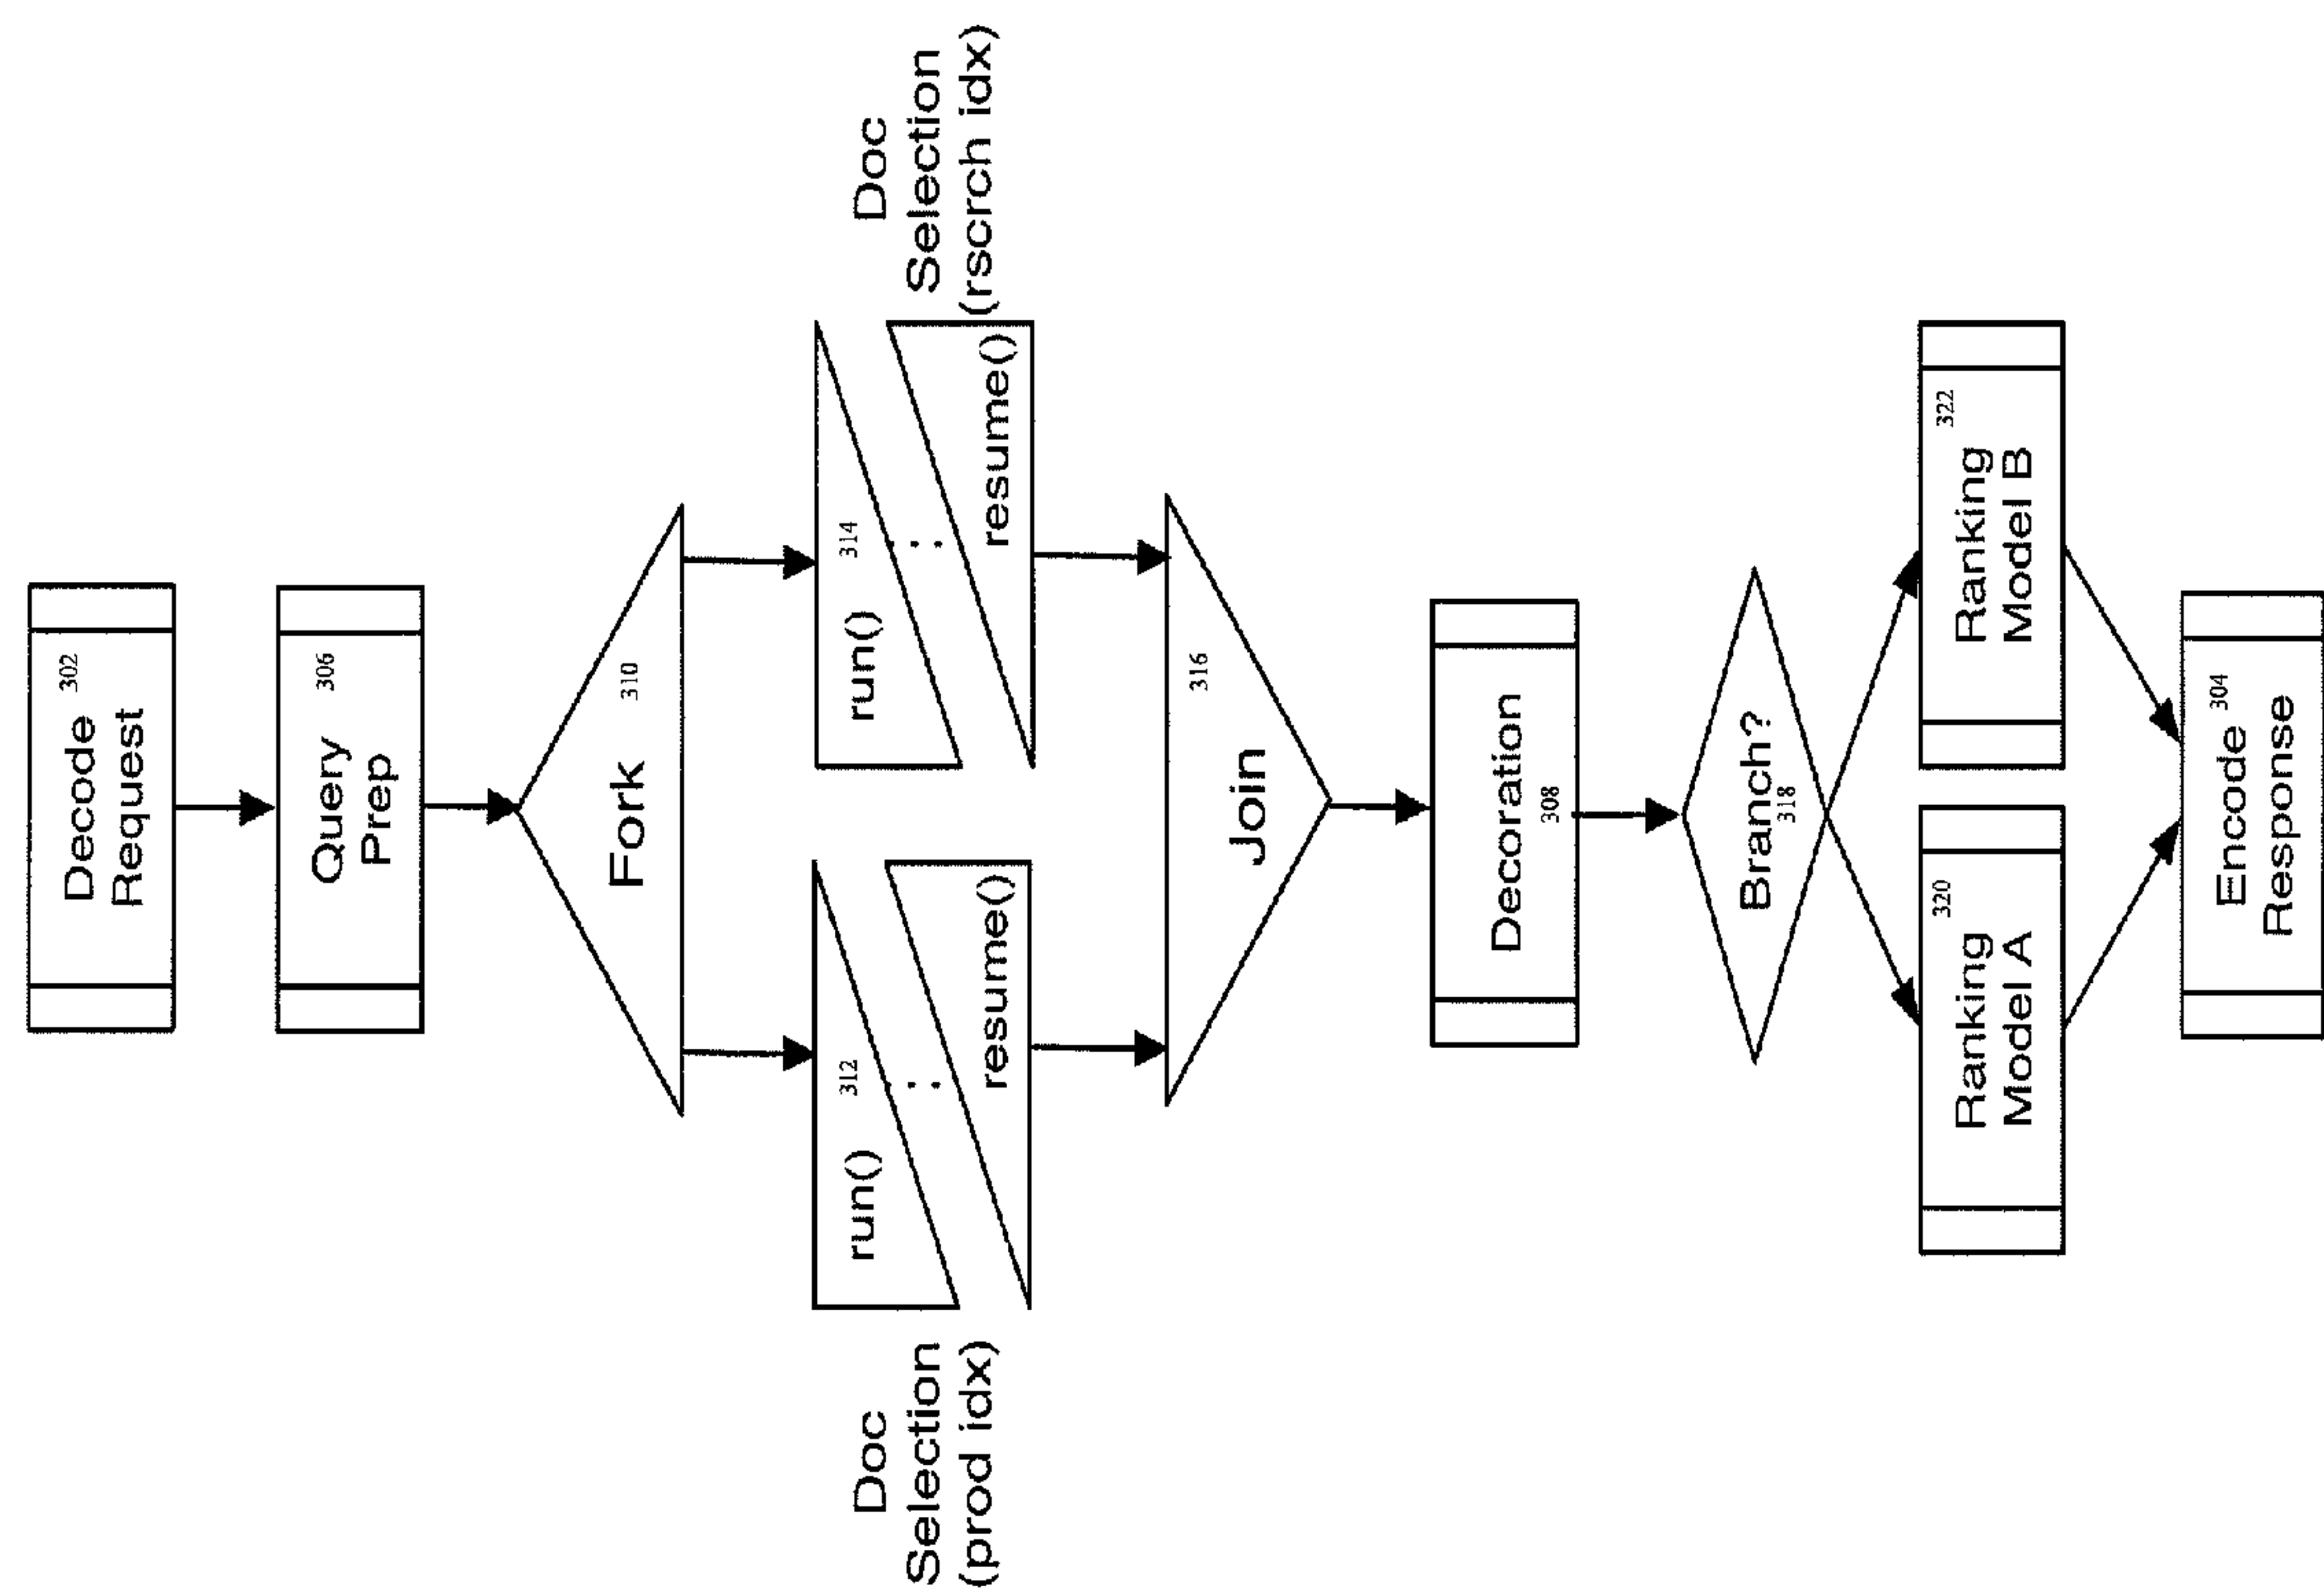 Decode
Request
302
Query
Prep
306
Fork
310
Doc
Selection
(prod idx)
run()
312
:
resume()
run()
314
:
resume()
Doc
Selection
(rscrch idx)
Join
316
Decoration
308
Branch?
318
Ranking
Model A
320
Ranking
Model B
322
Encode
Response
304